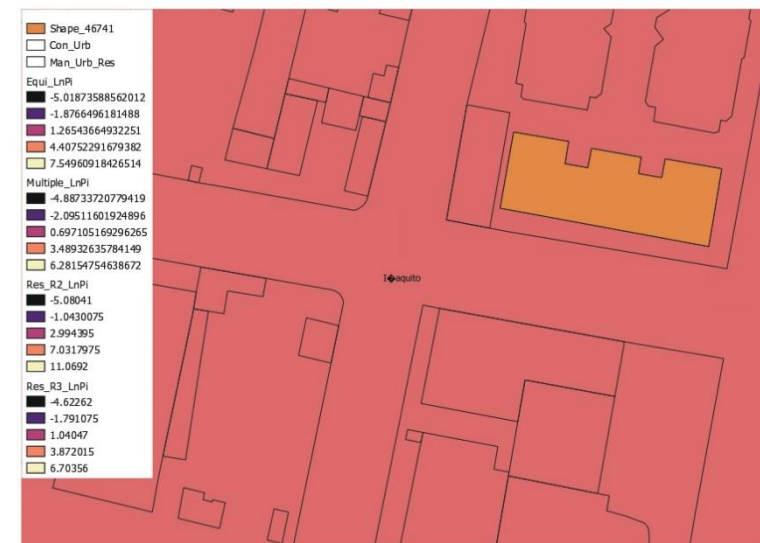 Shape_46741
Con_Urb
Man_Urb_Res
Equi_LnPi
-5.01873588562012
-1.8766496181488
1.26543664932251
4.40752291679382
7.54960918426514
Multiple_LnPi
-4.88733720779419
-2.09511601924896
0.697105169296265
3.48932635784149
6.28154754638672
Res_R2_LnPi
-5.08041
-1.0430075
2.994395
7.0317975
11.0692
Res_R3_LnPi
-4.62262
-1.791075
1.04047
3.872015
6.70356
I�aquito